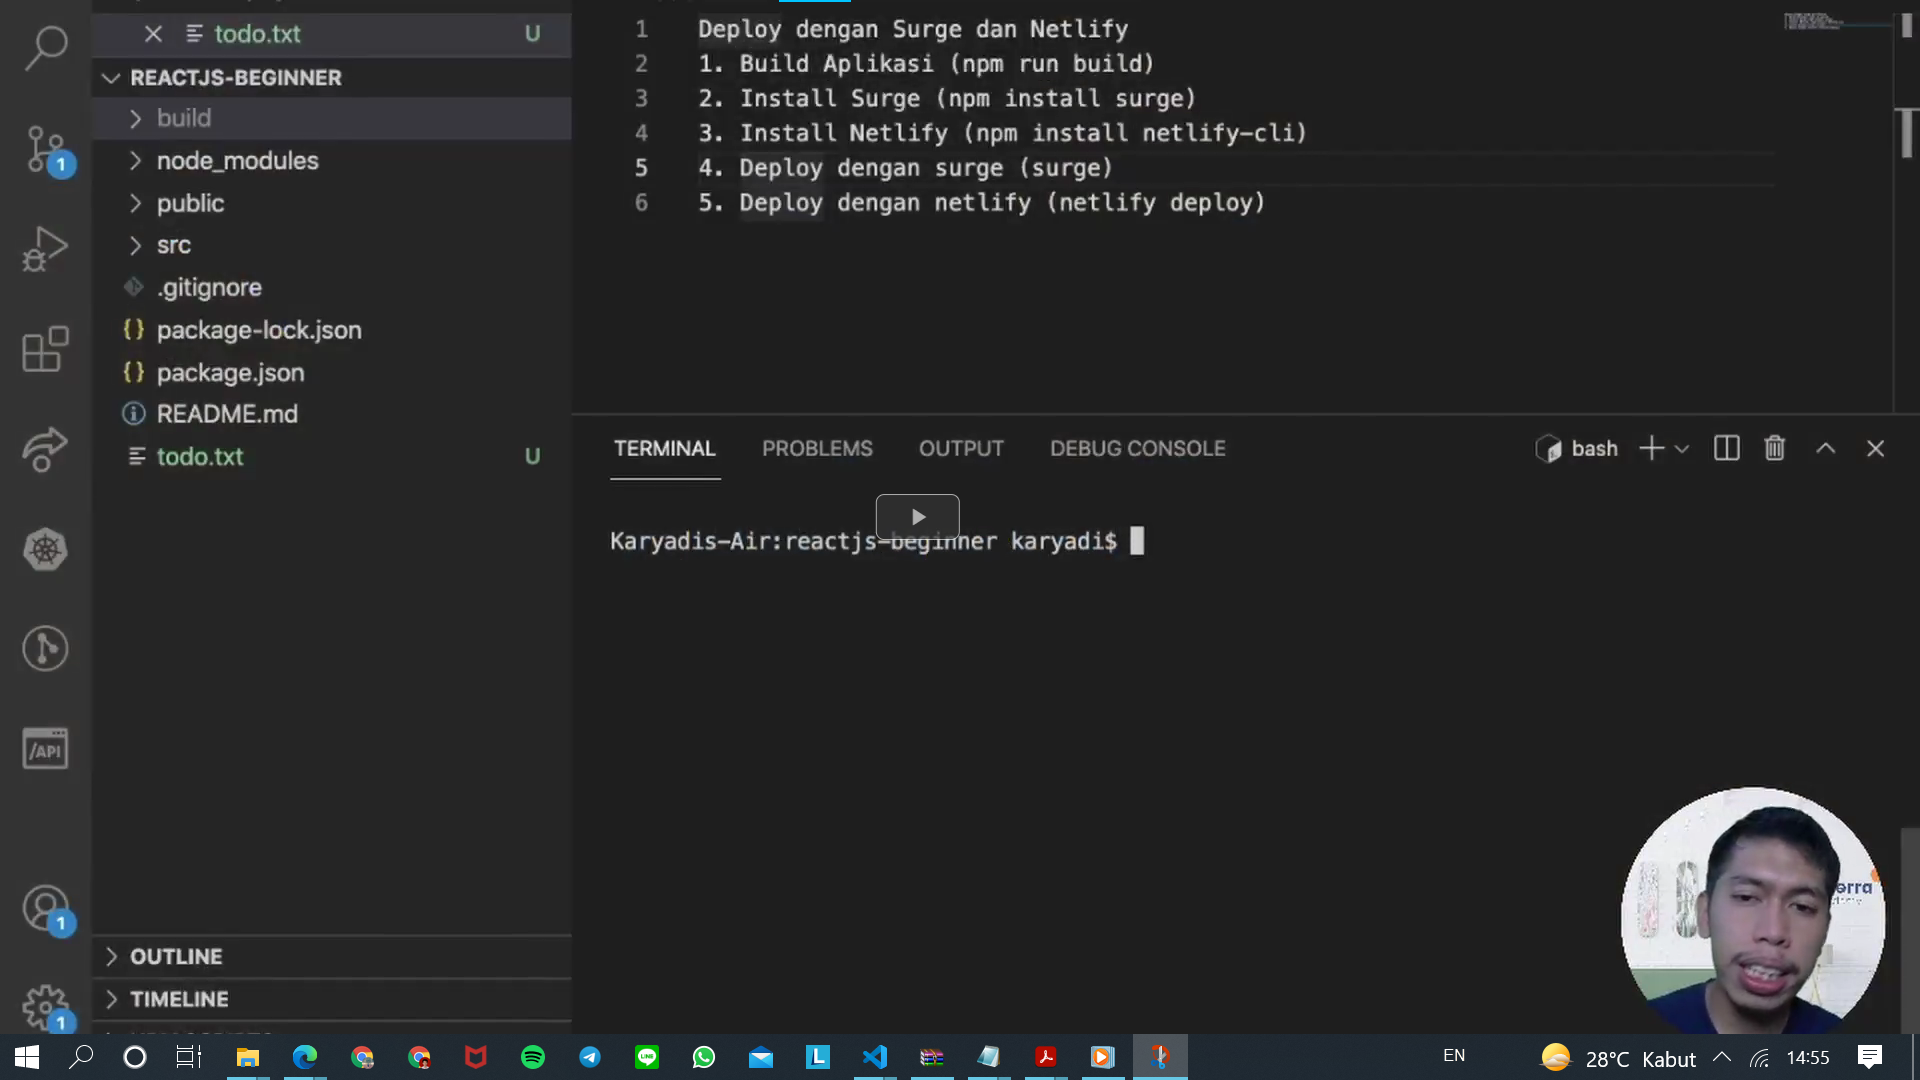 todo.txt U
REACTJS-BEGINNER
build
node_modules
public
src
.gitignore
package-lock.json
package.json
README.md
todo.txt U
OUTLINE
TIMELINE
1
1
1
/API
1 Deploy dengan Surge dan Netlify
2 1. Build Aplikasi (npm run build)
3 2. Install Surge (npm install surge)
4 3. Install Netlify (npm install netlify-cli)
5 4. Deploy dengan surge (surge)
6 5. Deploy dengan netlify (netlify deploy)
TERMINAL PROBLEMS OUTPUT DEBUG CONSOLE bash
Karyadis-Air:reactjs-beginner karyadi$
EN 28°C Kabut 14:55